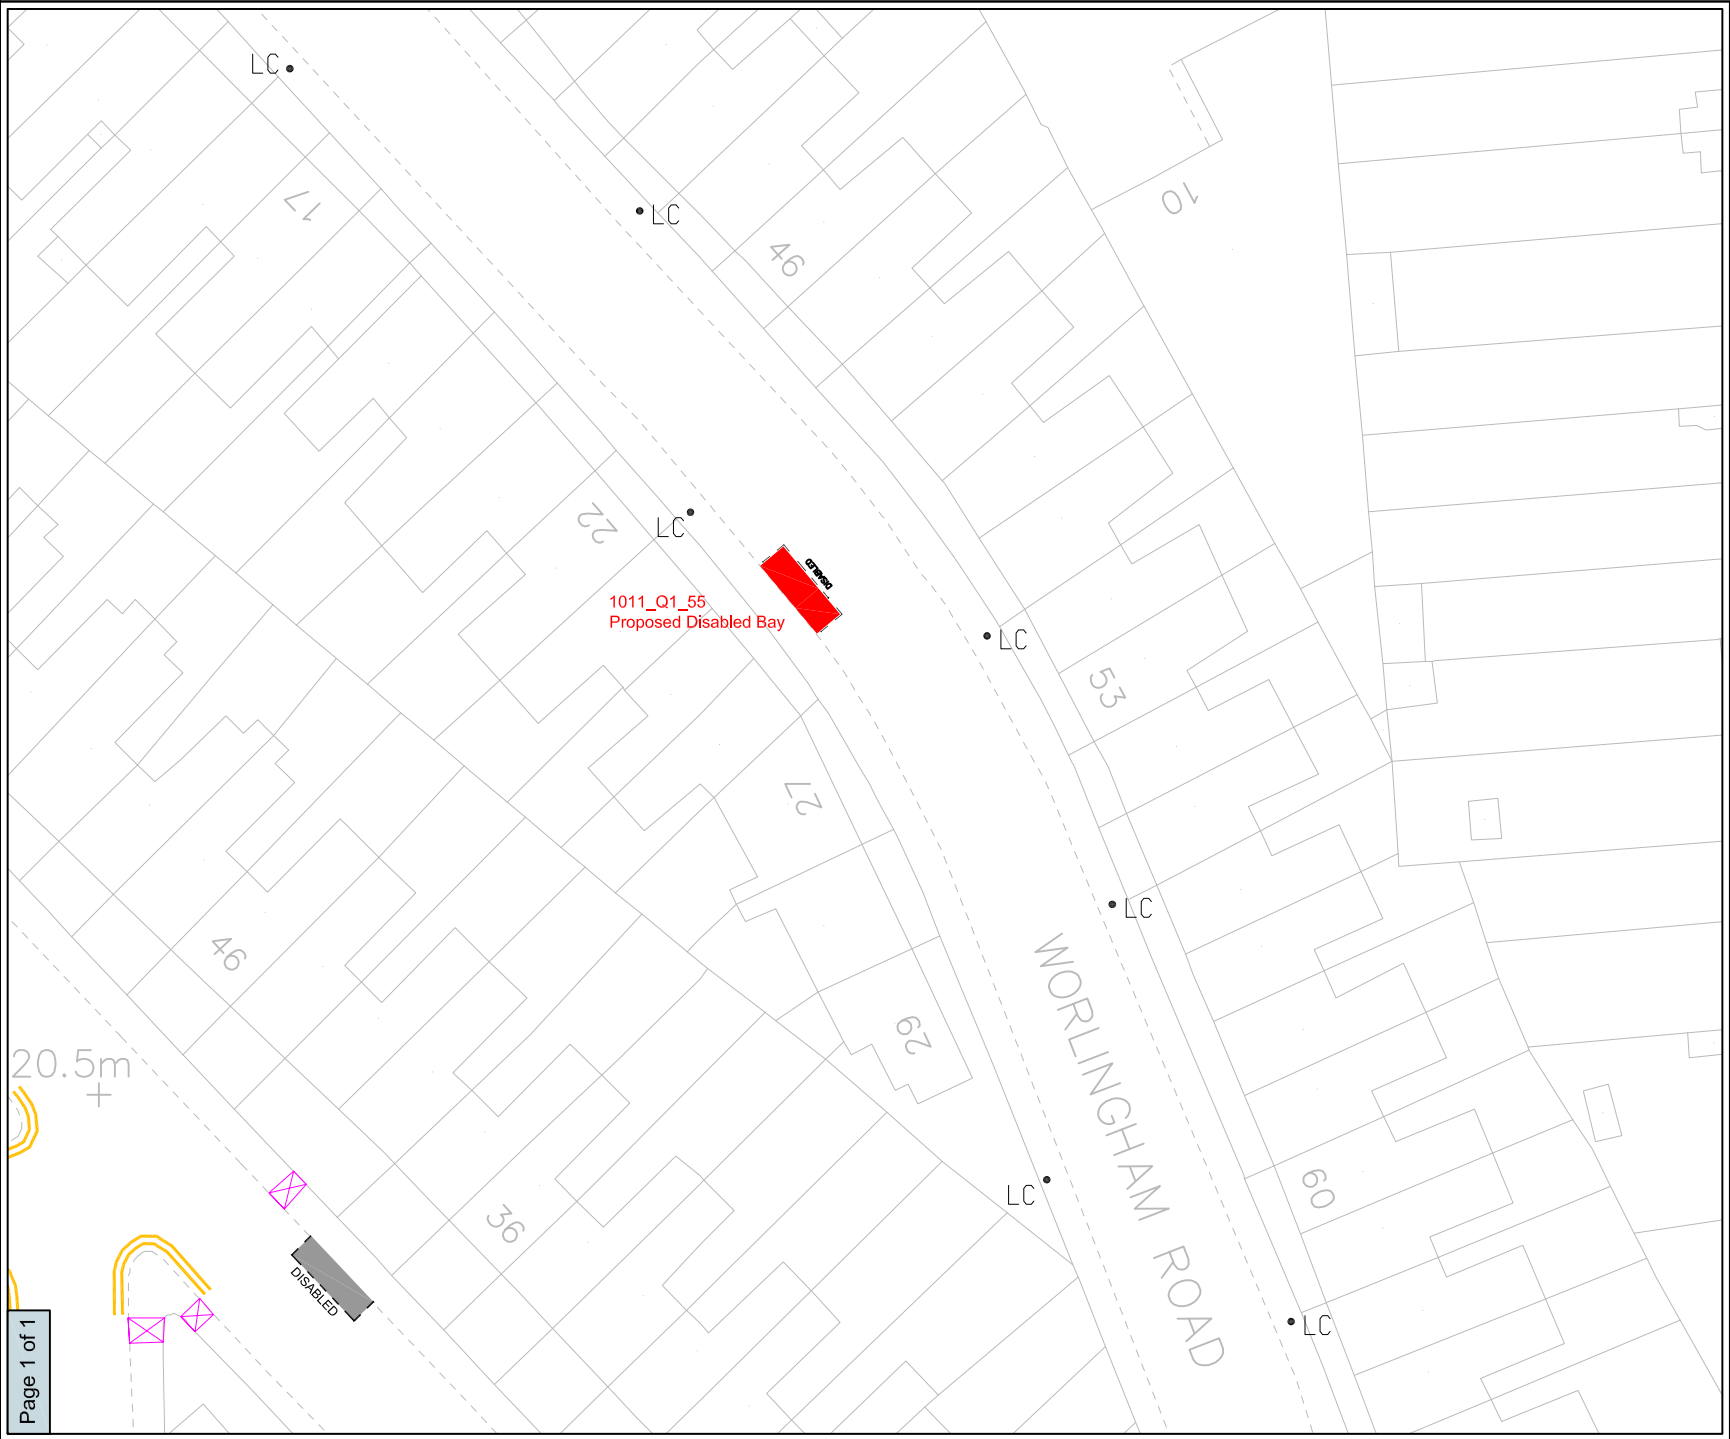 LC
17
LC
46
10
22
LC
DISABLED
1011_Q1_55
Proposed Disabled Bay
LC
53
27
LC
46
WORLINGHAM ROAD
29
20.5m
LC
60
36
DISABLED
LC
Page 1 of 1